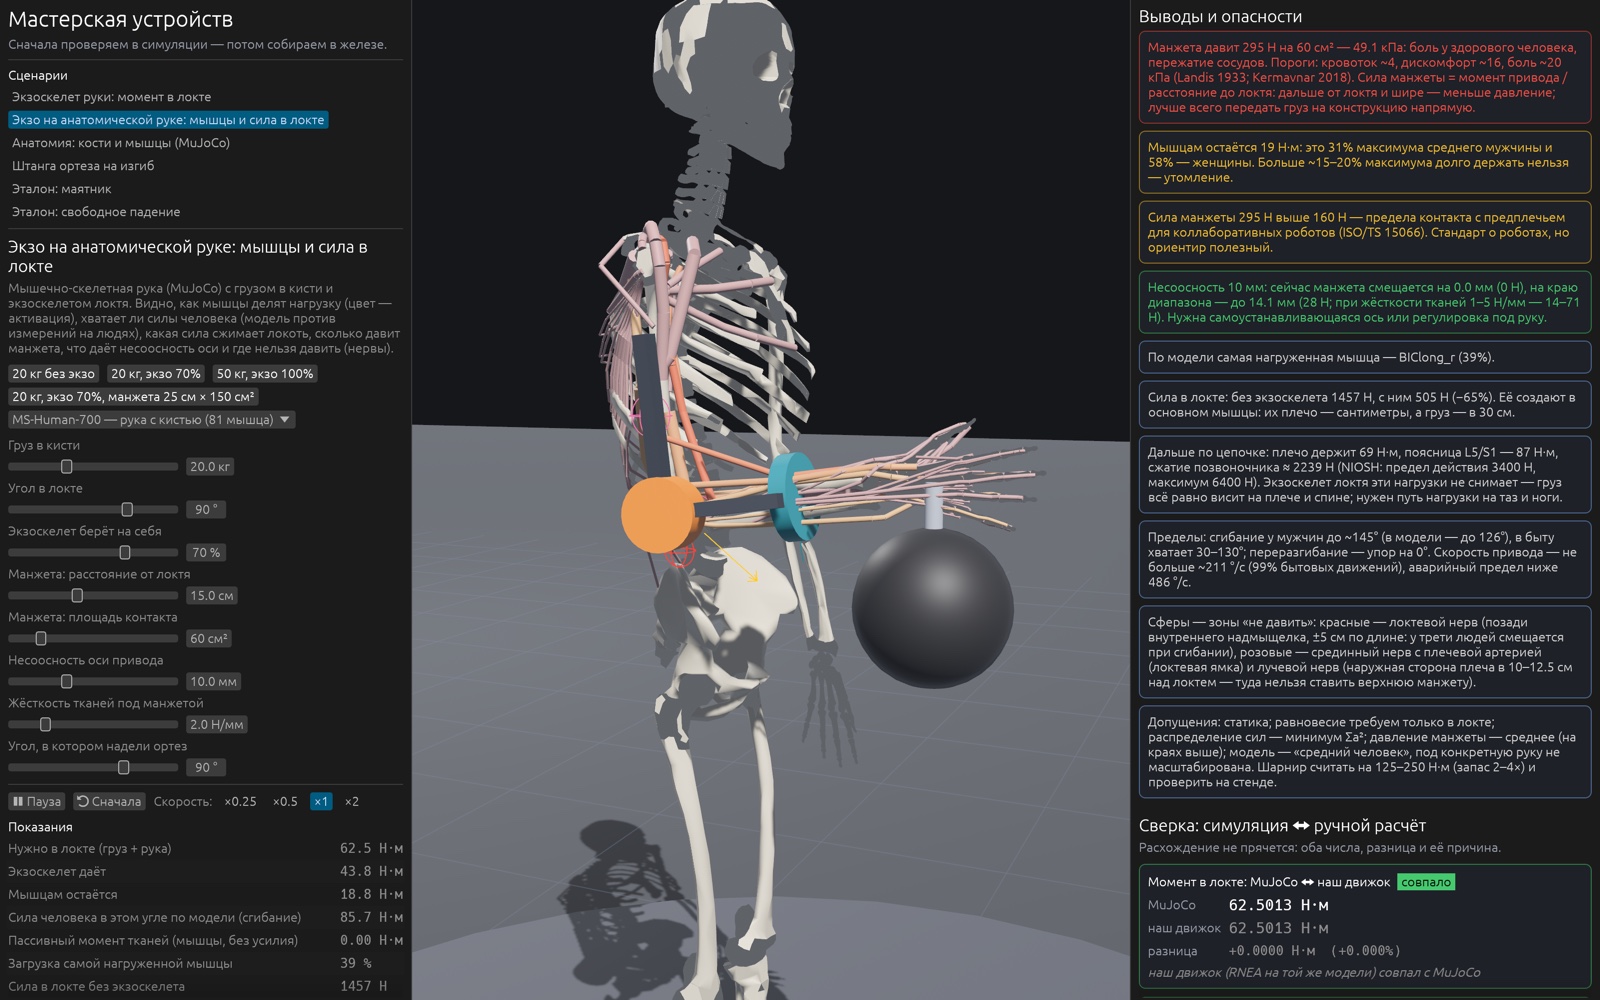 Мастерская устройств
Сначала проверяем в симуляции — потом собираем в железе.
Сценарии
Экзоскелет руки: момент в локте
Экзо на анатомической руке: мышцы и сила в локте
Анатомия: кости и мышцы (MuJoCo)
Штанга ортеза на изгиб
Эталон: маятник
Эталон: свободное падение
Экзо на анатомической руке: мышцы и сила в
локте
Мышечно-скелетная рука (MuJoCo) с грузом в кисти и
экзоскелетом локтя. Видно, как мышцы делят нагрузку (цвет —
активация), хватает ли силы человека (модель против
измерений на людях), какая сила сжимает локоть, сколько давит
манжета, что даёт несоосность оси и где нельзя давить (нервы).
20 кг без экзо
20 кг, экзо 70%
50 кг, экзо 100%
20 кг, экзо 70%, манжета 25 см × 150 см²
MS-Human-700 — рука с кистью (81 мышца)
Груз в кисти
20.0 кг
Угол в локте
90 °
Экзоскелет берёт на себя
70 %
Манжета: расстояние от локтя
15.0 см
Манжета: площадь контакта
60 см²
Несоосность оси привода
10.0 мм
Жёсткость тканей под манжетой
2.0 Н/мм
Угол, в котором надели ортез
90 °
Пауза Сначала Скорость: ×0.25 ×0.5 ×1 ×2
Показания
Нужно в локте (груз + рука) 62.5 Н·м
Экзоскелет даёт 43.8 Н·м
Мышцам остаётся 18.8 Н·м
Сила человека в этом угле по модели (сгибание) 85.7 Н·м
Пассивный момент тканей (мышцы, без усилия) 0.00 Н·м
Загрузка самой нагруженной мышцы 39 %
Сила в локте без экзоскелета 1457 Н
Выводы и опасности
Манжета давит 295 Н на 60 см² — 49.1 кПа: боль у здорового человека,
пережатие сосудов. Пороги: кровоток ~4, дискомфорт ~16, боль ~20
кПа (Landis 1933; Kermavnar 2018). Сила манжеты = момент привода /
расстояние до локтя: дальше от локтя и шире — меньше давление;
лучше всего передать груз на конструкцию напрямую.
Мышцам остаётся 19 Н·м: это 31% максимума среднего мужчины и
58% — женщины. Больше ~15–20% максимума долго держать нельзя
— утомление.
Сила манжеты 295 Н выше 160 Н — предела контакта с предплечьем
для коллаборативных роботов (ISO/TS 15066). Стандарт о роботах, но
ориентир полезный.
Несоосность 10 мм: сейчас манжета смещается на 0.0 мм (0 Н), на краю
диапазона — до 14.1 мм (28 Н; при жёсткости тканей 1–5 Н/мм — 14–71
Н). Нужна самоустанавливающаяся ось или регулировка под руку.
По модели самая нагруженная мышца — BIClong_r (39%).
Сила в локте: без экзоскелета 1457 Н, с ним 505 Н (−65%). Её создают в
основном мышцы: их плечо — сантиметры, а груз — в 30 см.
Дальше по цепочке: плечо держит 69 Н·м, поясница L5/S1 — 87 Н·м,
сжатие позвоночника ≈ 2239 Н (NIOSH: предел действия 3400 Н,
максимум 6400 Н). Экзоскелет локтя эти нагрузки не снимает — груз
всё равно висит на плече и спине; нужен путь нагрузки на таз и ноги.
Пределы: сгибание у мужчин до ~145° (в модели — до 126°), в быту
хватает 30–130°; переразгибание — упор на 0°. Скорость привода — не
больше ~211 °/с (99% бытовых движений), аварийный предел ниже
486 °/с.
Сферы — зоны «не давить»: красные — локтевой нерв (позади
внутреннего надмыщелка, ±5 см по длине: у трети людей смещается
при сгибании), розовые — срединный нерв с плечевой артерией
(локтевая ямка) и лучевой нерв (наружная сторона плеча в 10–12.5 см
над локтем — туда нельзя ставить верхнюю манжету).
Допущения: статика; равновесие требуем только в локте;
распределение сил — минимум Σa²; давление манжеты — среднее (на
краях выше); модель — «средний человек», под конкретную руку не
масштабирована. Шарнир считать на 125–250 Н·м (запас 2–4×) и
проверить на стенде.
Сверка: симуляция ⬌ ручной расчёт
Расхождение не прячется: оба числа, разница и её причина.
Момент в локте: MuJoCo ⬌ наш движок совпало
MuJoCo 62.5013 Н·м
наш движок 62.5013 Н·м
разница +0.0000 Н·м (+0.000%)
наш движок (RNEA на той же модели) совпал с MuJoCo